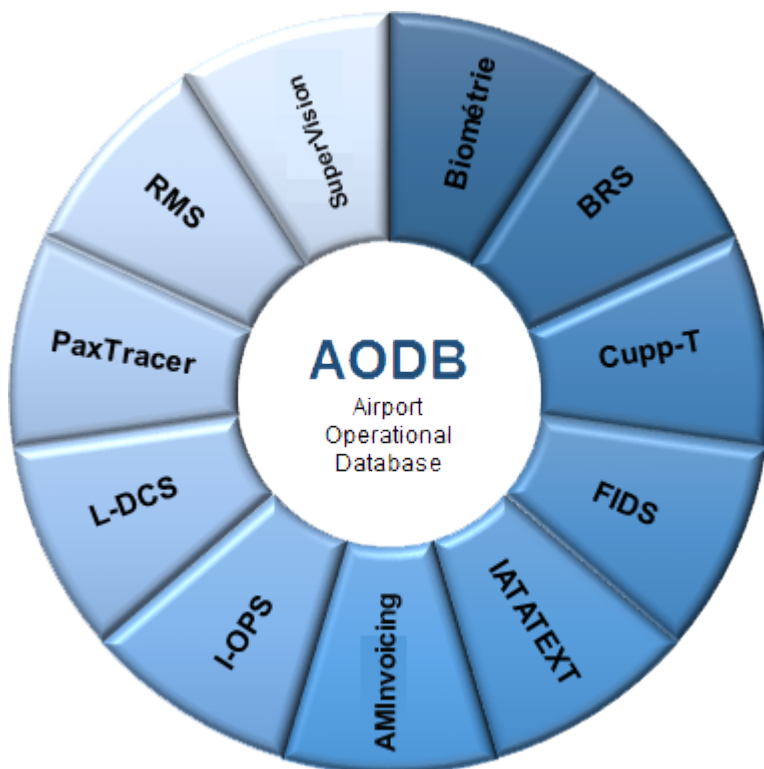 SuperVision
Biométrie
BRS
Cupp-T
FIDS
IATATEXT
AMInvoicing
I-OPS
L-DCS
PaxTracer
RMS
AODB
Airport
Operational
Database